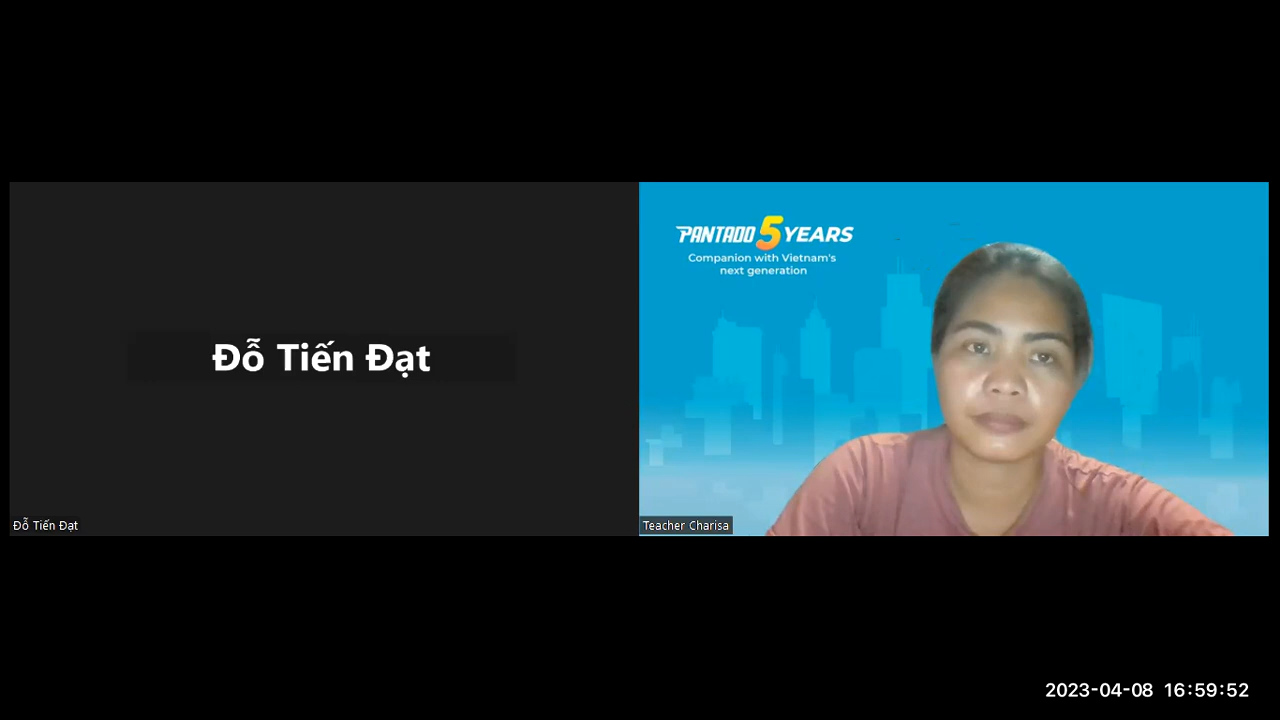 Đỗ Tiến Đạt
Đỗ Tiến Đạt
PANTADO 5 YEARS
Companion with Vietnam's
next generation
Teacher Charisa
2023-04-08 16:59:52